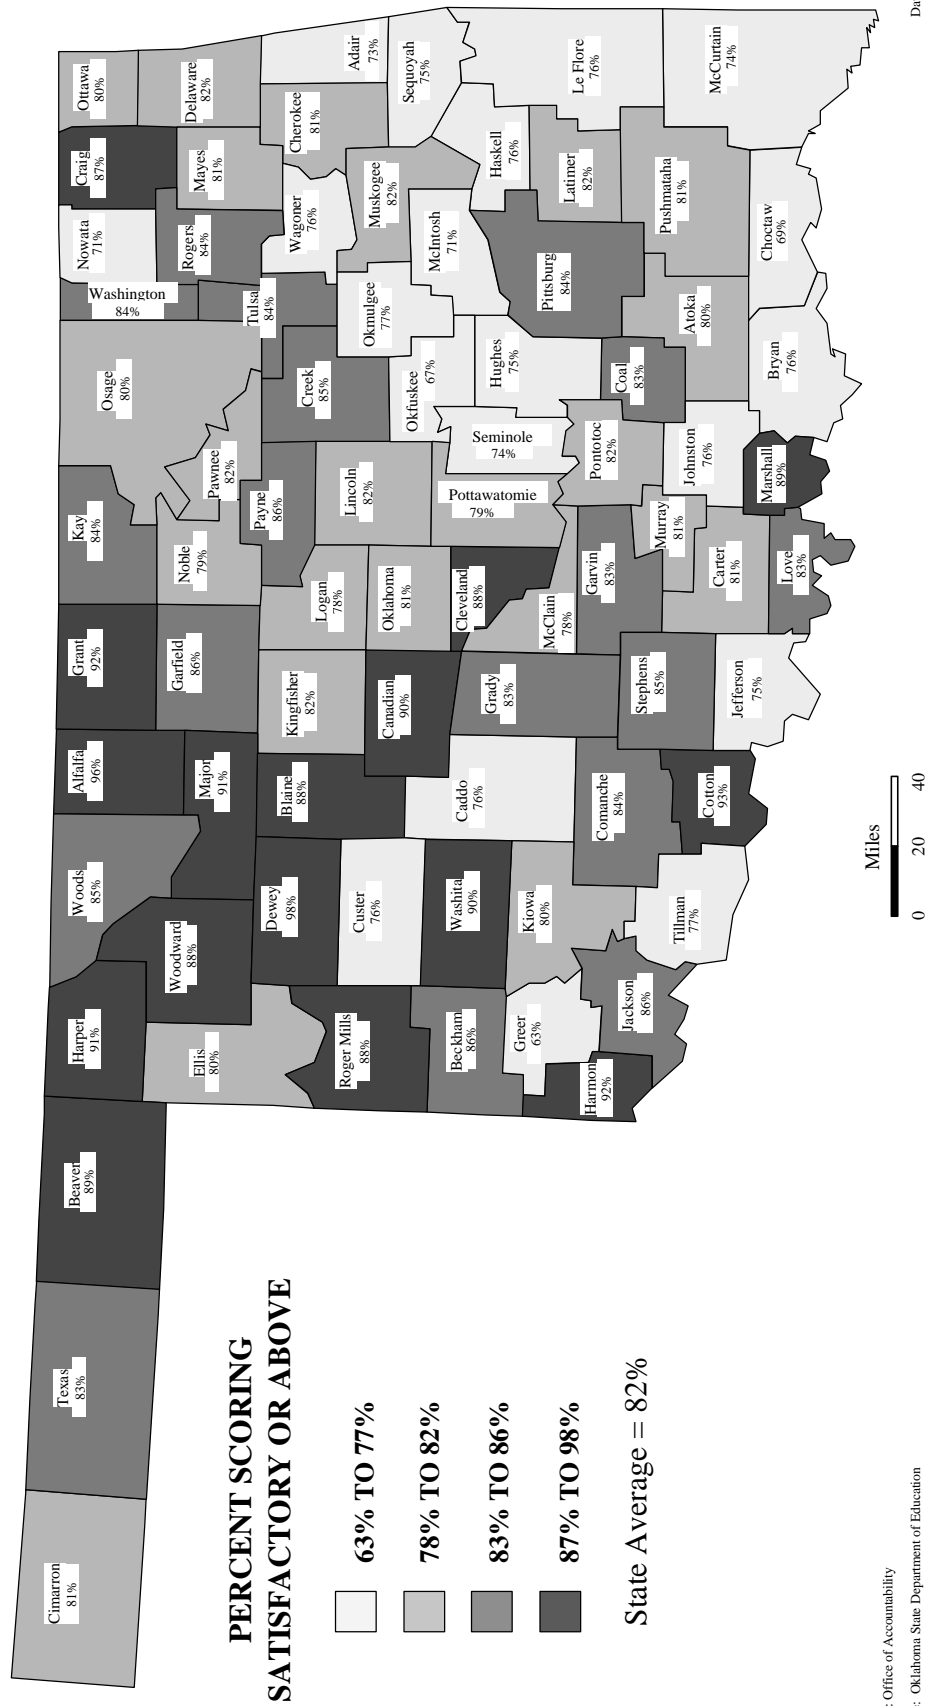 PERCENT SCORING
SATISFACTORY OR ABOVE
63% TO 77%
78% TO 82%
83% TO 86%
87% TO 98%
State Average = 82%
Cimarron
81%
Texas
83%
Beaver
89%
Harper
91%
Woods
85%
Alfalfa
96%
Grant
92%
Kay
84%
Osage
80%
Washington
84%
Nowata
71%
Craig
87%
Ottawa
80%
Ellis
80%
Woodward
88%
Major
91%
Garfield
86%
Noble
79%
Pawnee
82%
Rogers
84%
Mayes
81%
Delaware
82%
Roger Mills
88%
Dewey
98%
Blaine
88%
Kingfisher
82%
Logan
78%
Payne
86%
Creek
85%
Tulsa
84%
Wagoner
76%
Cherokee
81%
Adair
73%
Beckham
86%
Custer
76%
Washita
90%
Canadian
90%
Oklahoma
81%
Lincoln
82%
Okfuskee
67%
Okmulgee
77%
Muskogee
82%
McIntosh
71%
Sequoyah
75%
Greer
63%
Kiowa
80%
Caddo
76%
Grady
83%
Cleveland
88%
McClain
78%
Pottawatomie
79%
Seminole
74%
Hughes
75%
Pittsburg
84%
Haskell
76%
Latimer
82%
Le Flore
76%
Harmon
92%
Jackson
86%
Tillman
77%
Comanche
84%
Cotton
93%
Stephens
85%
Jefferson
75%
Garvin
83%
Murray
81%
Carter
81%
Love
83%
Pontotoc
82%
Johnston
76%
Marshall
89%
Coal
83%
Atoka
80%
Bryan
76%
Pushmataha
81%
Choctaw
69%
McCurtain
74%
Miles
0 20 40
: Office of Accountability
: Oklahoma State Department of Education
Da